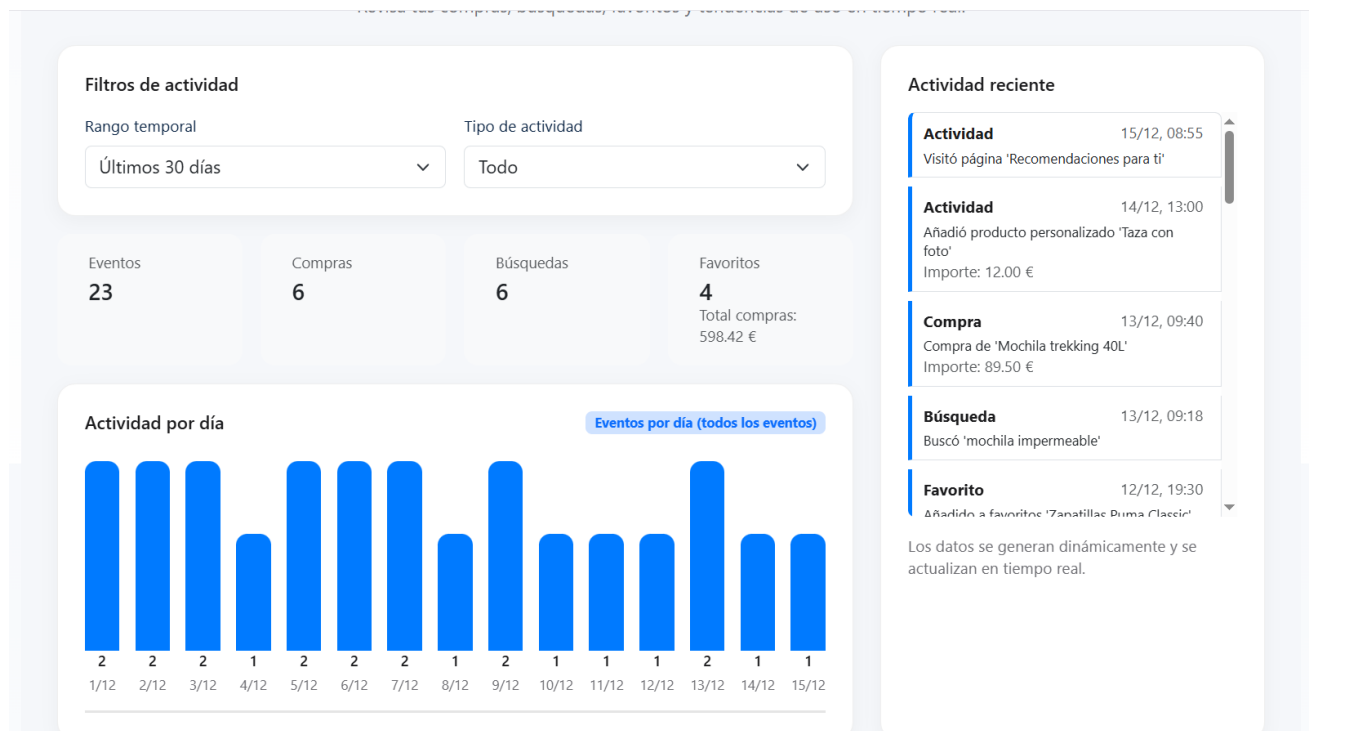 Filtros de actividad
Rango temporal
Tipo de actividad
Últimos 30 días
Todo
Eventos
23
Compras
6
Búsquedas
6
Favoritos
4
Total compras:
598.42 €
Actividad por día
Eventos por día (todos los eventos)
2 2 2 1 2 2 2 1 2 1 1 1 2 1 1
1/12 2/12 3/12 4/12 5/12 6/12 7/12 8/12 9/12 10/12 11/12 12/12 13/12 14/12 15/12
Actividad reciente
Actividad 15/12, 08:55
Visitó página 'Recomendaciones para ti'
Actividad 14/12, 13:00
Añadió producto personalizado 'Taza con
foto'
Importe: 12.00 €
Compra 13/12, 09:40
Compra de 'Mochila trekking 40L'
Importe: 89.50 €
Búsqueda 13/12, 09:18
Buscó 'mochila impermeable'
Favorito 12/12, 19:30
Añadido a favoritos 'Zapatillas Puma Classic'
Los datos se generan dinámicamente y se
actualizan en tiempo real.